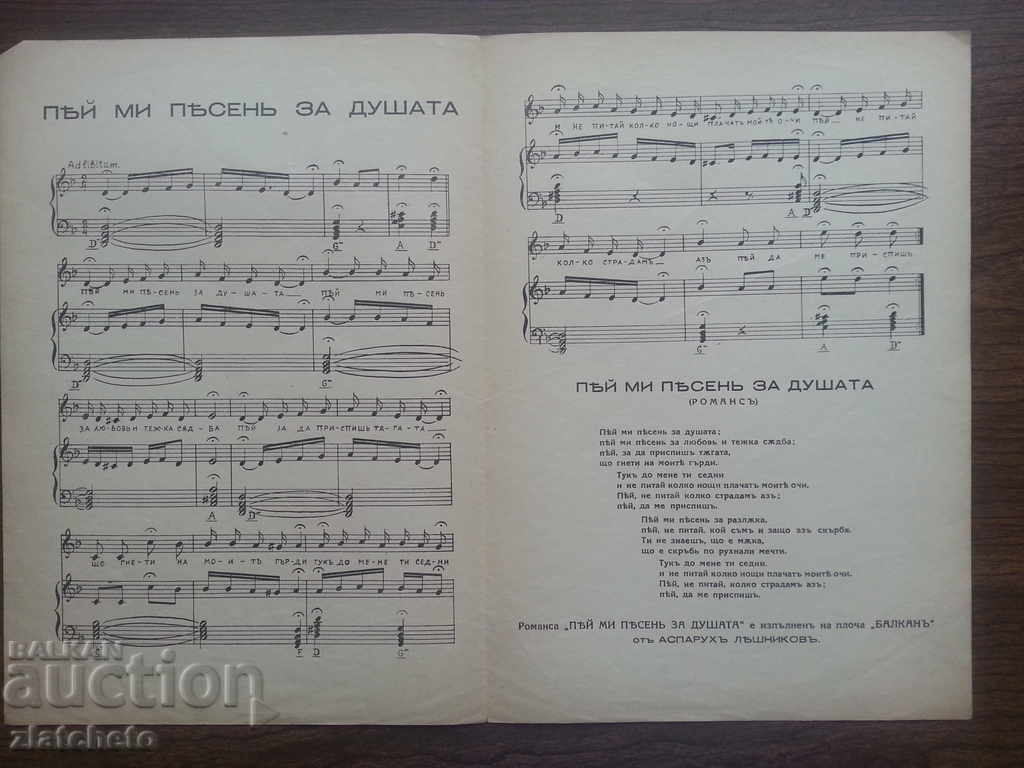 ПѢЙ МИ ПѢСЕНЬ ЗА ДУШАТА
Ad libitum.
D G A D
ПѢЙ МИ ПѢ-СЕНЬ ЗА ДУ-ША-ТА ПѢЙ МИ ПѢ-СЕНЬ
D G
ЗА ЛЮ-БОВЬ И ТЕЖ-КА СѪД-БА ПѢЙ ЗА ДА ПРИ-СПИШЪ ТѪ-ГА-ТА
A D
ЩО ГНЕ-ТИ НА МО-И-ТѢ ГЪР-ДИ ТУКЪ ДО МЕ-НЕ ТИ СЕД-НИ
F D G
И НЕ ПИ-ТАЙ КОЛ-КО НО-ЩИ ПЛАЧАТЪ МОИТѢ О-ЧИ ПѢЙ НЕ ПИ-ТАЙ
D A D
КОЛ-КО СТРА-ДАМЪ АЗЪ ПѢЙ ДА МЕ ПРИ-СПИШЪ
G A D
ПѢЙ МИ ПѢСЕНЬ ЗА ДУШАТА
(РОМАНСЪ)
Пѣй ми пѣсень за душата;
пѣй ми пѣсень за любовь и тежка сѫдба;
пѣй, за да приспишъ тѫгата,
що гнети на моитѣ гърди.
Тукъ до мене ти седни
и не питай колко нощи плачатъ моитѣ очи.
Пѣй, не питай колко страдамъ азъ;
пѣй, да ме приспишъ.
Пѣй ми пѣсень за разлѫка,
пѣй, не питай, кой съмъ и защо азъ скърбя.
Ти не знаешъ, що е мѫка,
що е скръбь по рухнали мечти.
Тукъ до мене ти седни.
и не питай колко нощи плачатъ моитѣ очи.
Пѣй, не питай, колко страдамъ азъ;
пѣй, да ме приспишъ.
Романса „ПѢЙ МИ ПѢСЕНЬ ЗА ДУШАТА" е изпълненъ на плоча „БАЛКАНЪ"
отъ АСПАРУХЪ ЛѢШНИКОВЪ.
BALKAN
auction
zlatcheto